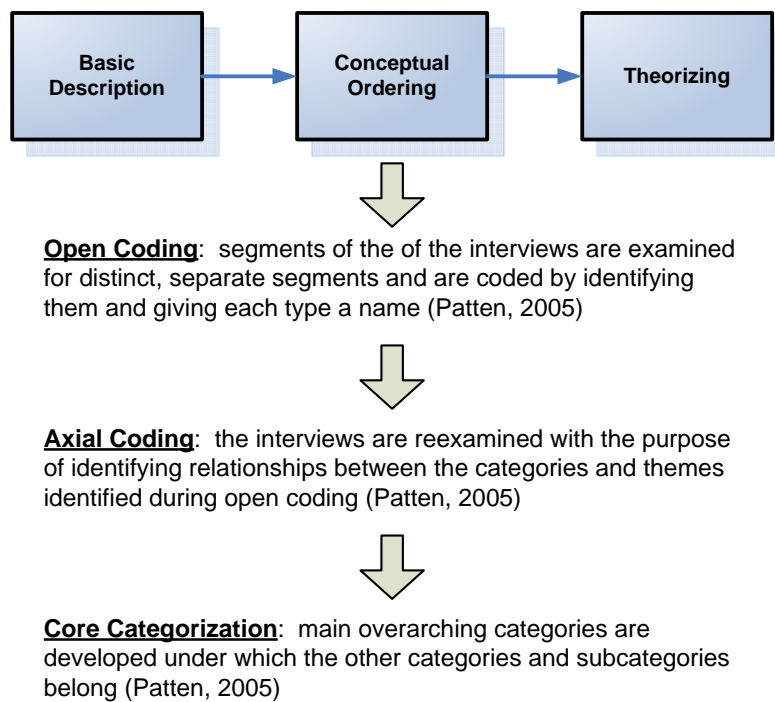 Basic
Description
Conceptual
Ordering
Theorizing
Open Coding:  segments of the of the interviews are examined
for distinct, separate segments and are coded by identifying
them and giving each type a name (Patten, 2005)
Axial Coding:  the interviews are reexamined with the purpose
of identifying relationships between the categories and themes
identified during open coding (Patten, 2005)
Core Categorization:  main overarching categories are
developed under which the other categories and subcategories
belong (Patten, 2005)